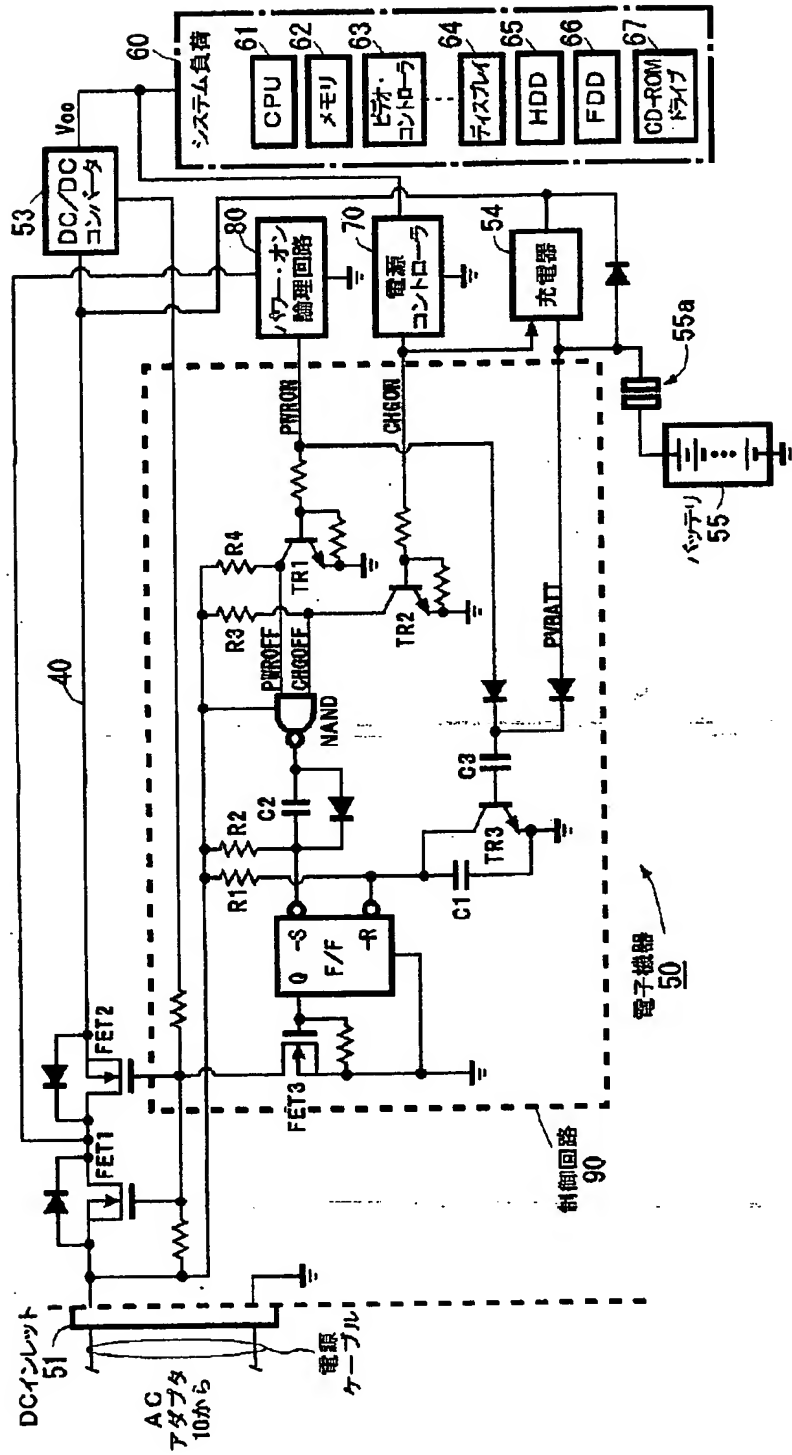 DCインレット
51
AC
アダプタ
10から
電源
ケーブル
FET1
FET2
40
53
DC/DC
コンバータ
Voo
60
システム負荷
CPU
61
メモリ
62
ビデオ・
コントローラ
63
ディスプレイ
64
HDD
65
FDD
66
CD-ROM
ドライブ
67
80
パワー・オン
論理回路
70
電源
コントローラ
54
充電器
55a
バッテリ
55
PWRON
CHGON
PVBATT
R4
R3
TR1
TR2
PWROFF
CHGOFF
NAND
C2
R2
R1
C3
TR3
C1
Q
-S
F/F
-R
FET3
制御回路
90
電子機器
50